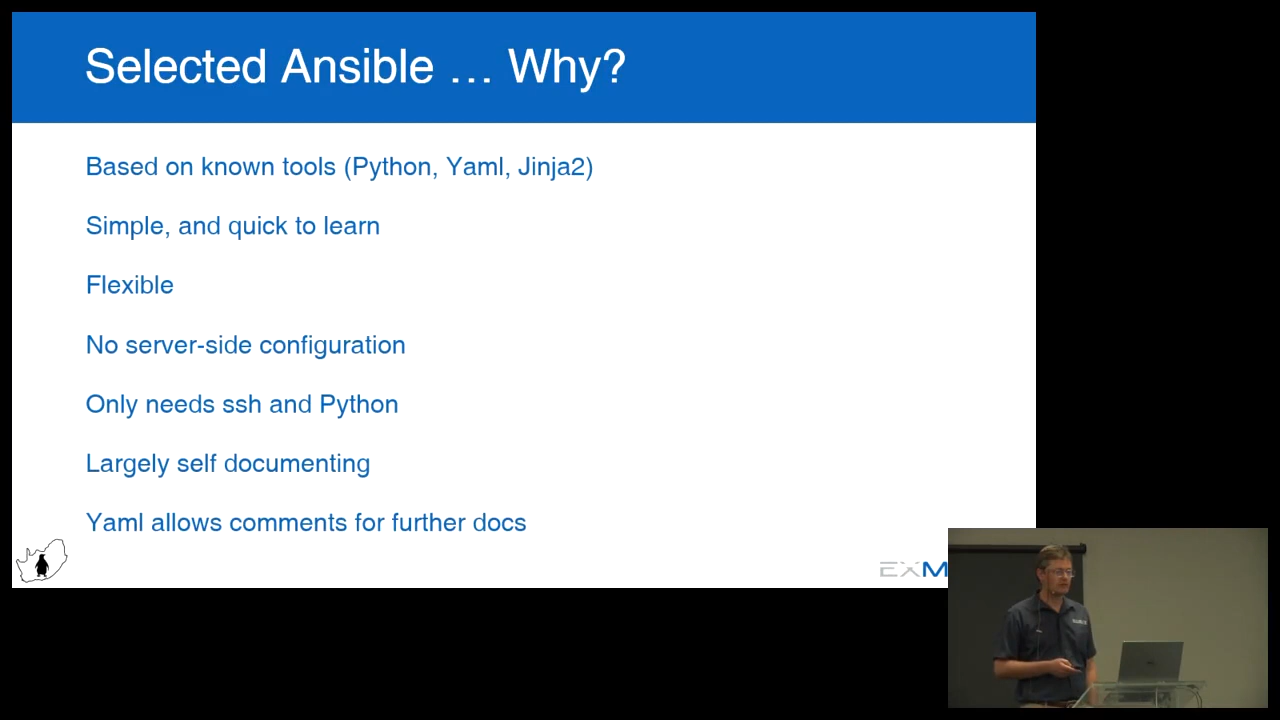 Selected Ansible … Why?
Based on known tools (Python, Yaml, Jinja2)
Simple, and quick to learn
Flexible
No server-side configuration
Only needs ssh and Python
Largely self documenting
Yaml allows comments for further docs
EXM